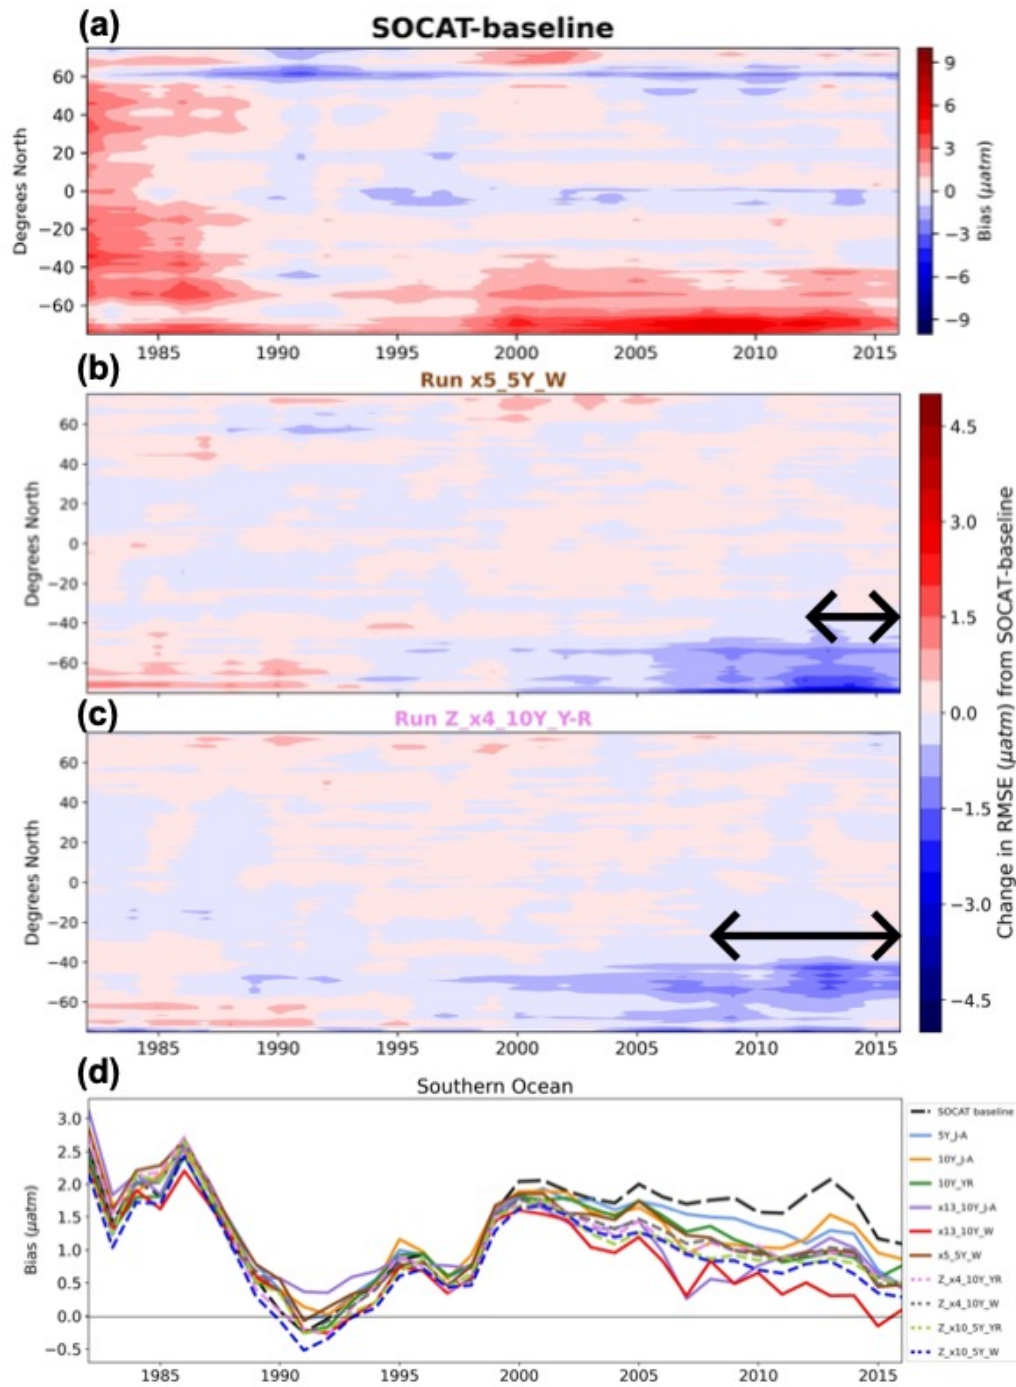 (a)
SOCAT-baseline
Degrees North
60
40
20
0
−20
−40
−60
1985 1990 1995 2000 2005 2010 2015
9
6
3
0
−3
−6
−9
Bias (μatm)
(b)
Run x5_5Y_W
Degrees North
60
40
20
0
−20
−40
−60
(c)
Run Z_x4_10Y_Y-R
Degrees North
60
40
20
0
−20
−40
−60
1985 1990 1995 2000 2005 2010 2015
4.5
3.0
1.5
0.0
−1.5
−3.0
−4.5
Change in RMSE (μatm) from SOCAT-baseline
(d)
Southern Ocean
Bias (μatm)
3.0
2.5
2.0
1.5
1.0
0.5
0.0
−0.5
1985 1990 1995 2000 2005 2010 2015
SOCAT baseline
5Y_J-A
10Y_J-A
10Y_YR
x13_10Y_J-A
x13_10Y_W
x5_5Y_W
Z_x4_10Y_YR
Z_x4_10Y_W
Z_x10_5Y_YR
Z_x10_5Y_W